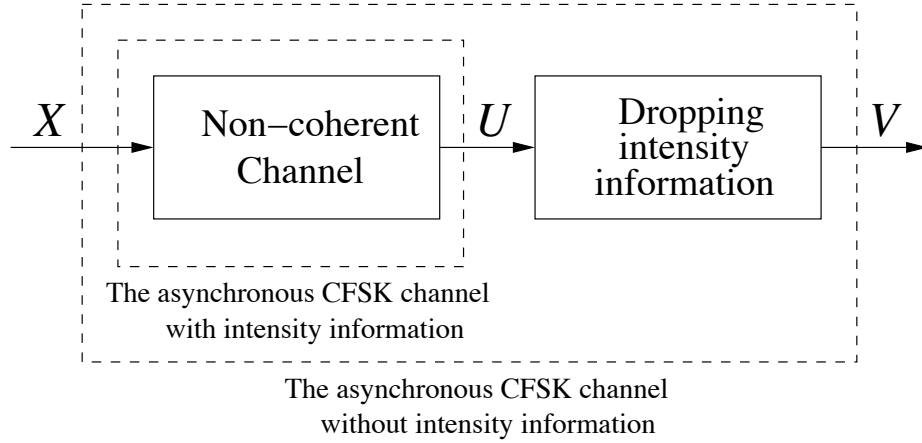 X
Non-coherent
Channel
U
Dropping
intensity
information
V
The asynchronous CFSK channel
with intensity information
The asynchronous CFSK channel
without intensity information